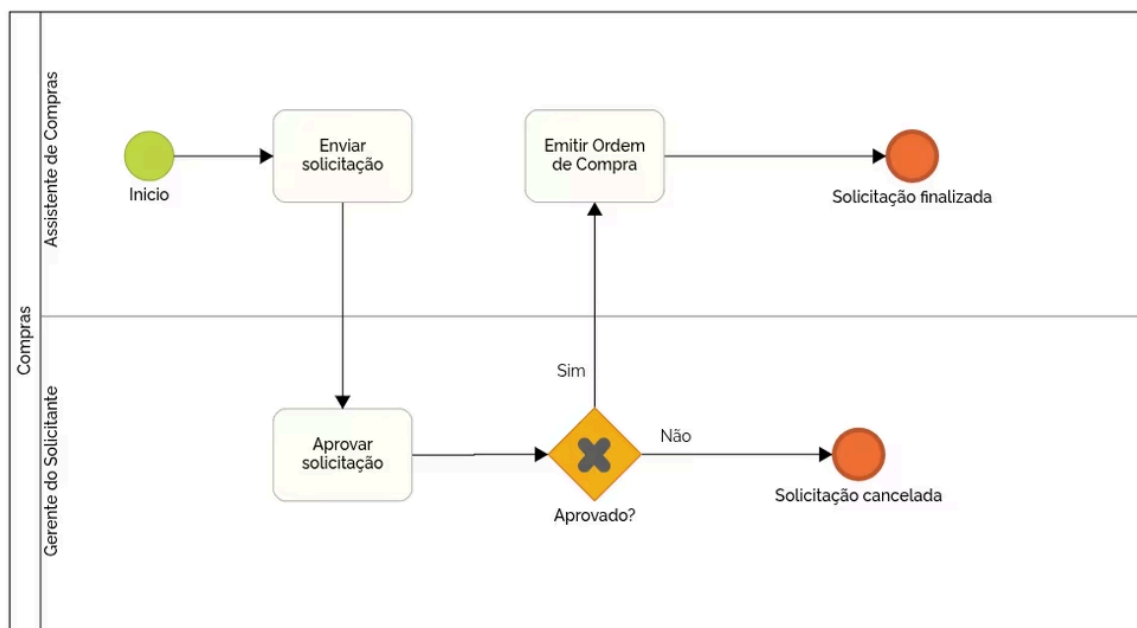 Compras
Assistente de Compras
Inicio
Enviar
solicitação
Emitir Ordem
de Compra
Solicitação finalizada
Gerente do Solicitante
Aprovar
solicitação
Sim
Aprovado?
Não
Solicitação cancelada